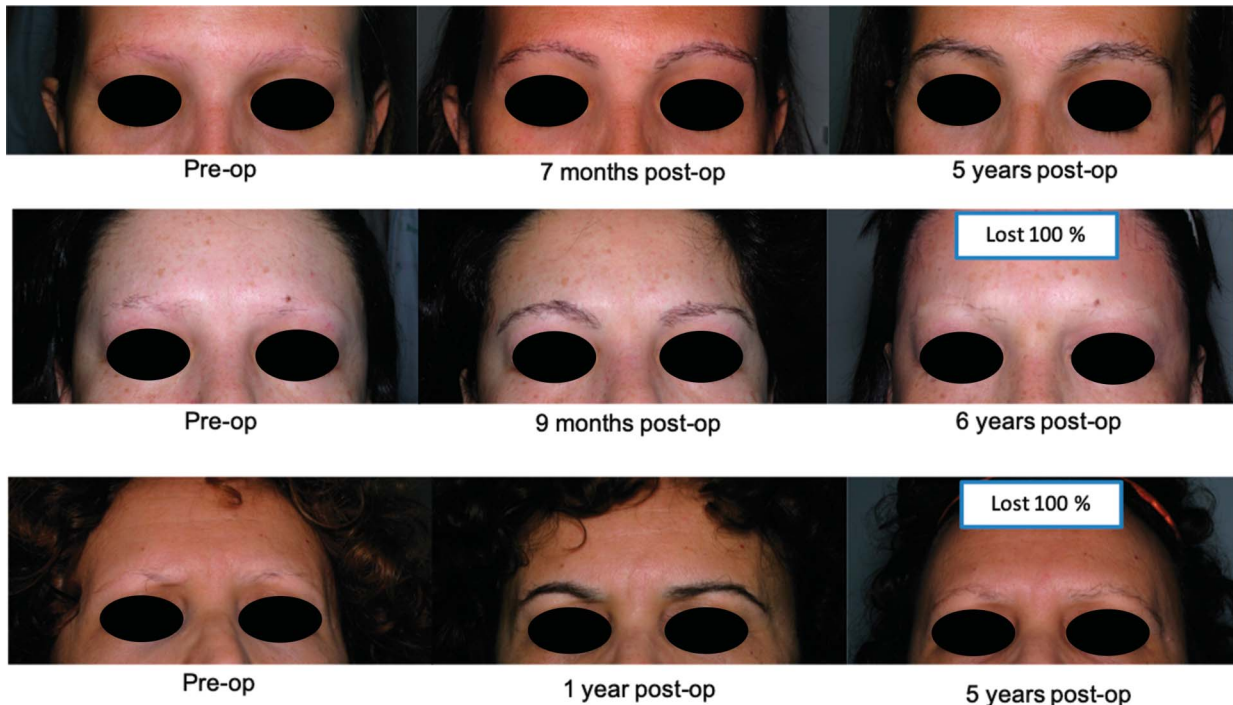 Pre-op
7 months post-op
5 years post-op
Lost 100 %
Pre-op
9 months post-op
6 years post-op
Lost 100 %
Pre-op
1 year post-op
5 years post-op